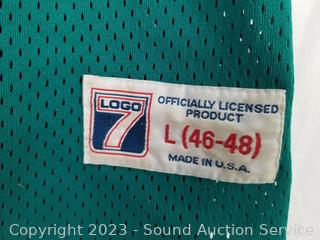 LOGO
7
OFFICIALLY LICENSED
PRODUCT
L (46-48)
MADE IN U.S.A.
Copyright 2023 - Sound Auction Service